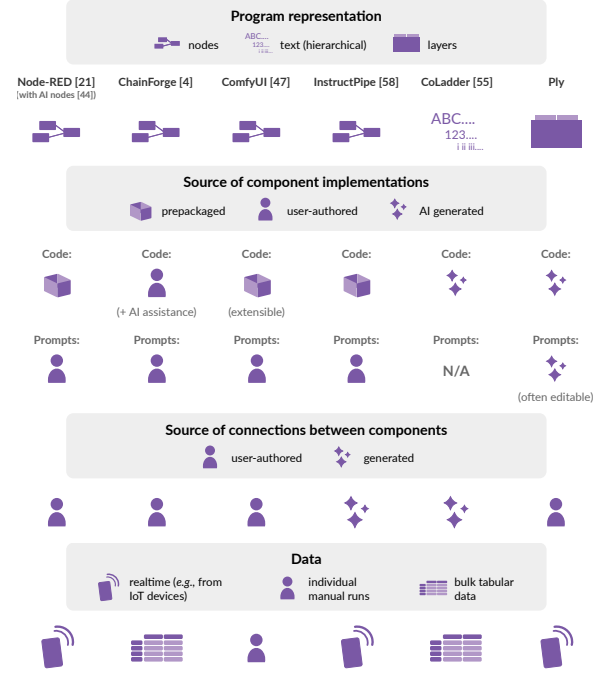 Program representation
nodes
ABC....
123....
i ii iii....
text (hierarchical)
layers
Node-RED [21]
(with AI nodes [44])
ChainForge [4]
ComfyUI [47]
InstructPipe [58]
CoLadder [55]
Ply
ABC....
123....
i ii iii....
Source of component implementations
prepackaged
user-authored
AI generated
Code:
Code:
Code:
Code:
Code:
Code:
(+ AI assistance)
(extensible)
Prompts:
Prompts:
Prompts:
Prompts:
Prompts:
Prompts:
N/A
(often editable)
Source of connections between components
user-authored
generated
Data
realtime (e.g., from
IoT devices)
individual
manual runs
bulk tabular
data